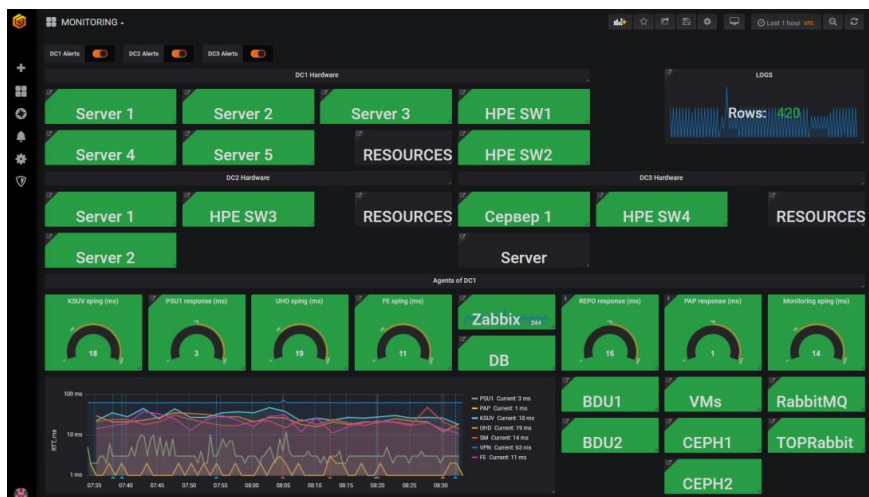 MONITORING
Last 1 hour UTC
DC1 Alerts
DC2 Alerts
DC3 Alerts
DC1 Hardware
LOGS
Server 1
Server 2
Server 3
HPE SW1
Rows: 420
Server 4
Server 5
RESOURCES
HPE SW2
DC2 Hardware
DC3 Hardware
Server 1
HPE SW3
RESOURCES
Сервер 1
HPE SW4
RESOURCES
Server 2
Server
Agents of DC1
KSUV sping (ms)
18
PSU1 response (ms)
3
UHD sping (ms)
19
FE sping (ms)
11
Zabbix 244
DB
REPO response (ms)
15
PAP response (ms)
1
Monitoring sping (ms)
14
RTT, ms
100 ms
10 ms
1 ms
07:35 07:40 07:45 07:50 07:55 08:00 08:05 08:10 08:15 08:20 08:25 08:30
PSU1 Current: 3 ms
PAP Current: 1 ms
KSUV Current: 18 ms
UHD Current: 19 ms
SM Current: 14 ms
VPN Current: 63 ms
FE Current: 11 ms
BDU1
VMs
RabbitMQ
BDU2
CEPH1
TOPRabbit
CEPH2